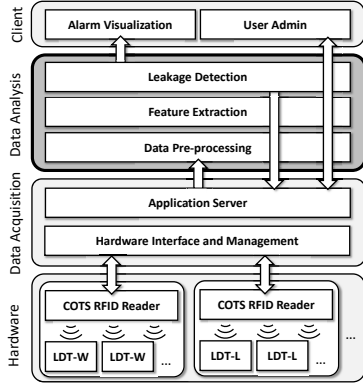 Client
Alarm Visualization
User Admin
Data Analysis
Leakage Detection
Feature Extraction
Data Pre-processing
Data Acquisition
Application Server
Hardware Interface and Management
Hardware
COTS RFID Reader
COTS RFID Reader
...
LDT-W
LDT-W
...
LDT-L
LDT-L
...